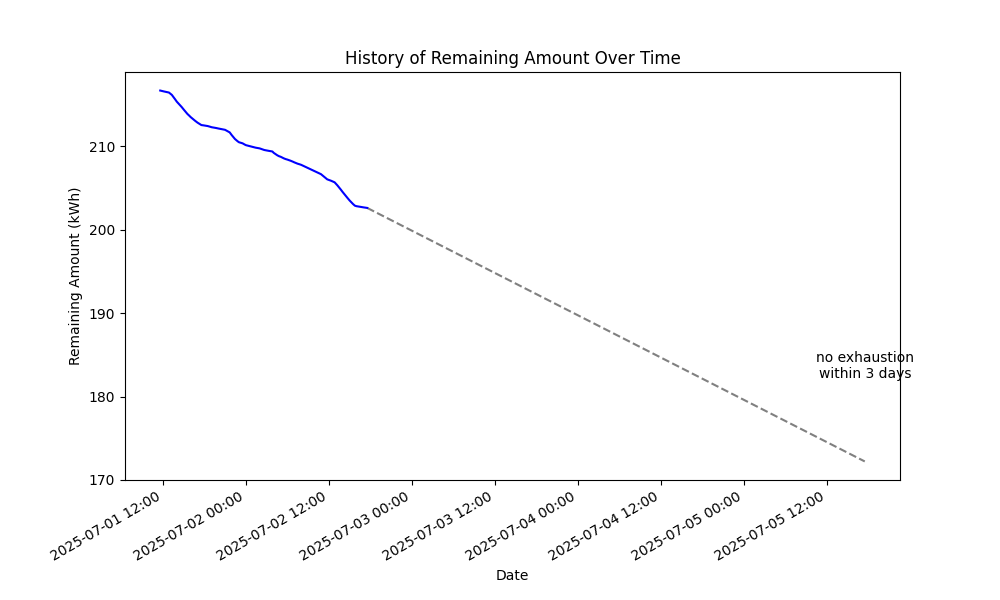 History of Remaining Amount Over Time
Remaining Amount (kWh)
210
200
190
180
170
no exhaustion
within 3 days
2025-07-01 12:00
2025-07-02 00:00
2025-07-02 12:00
2025-07-03 00:00
2025-07-03 12:00
2025-07-04 00:00
2025-07-04 12:00
2025-07-05 00:00
2025-07-05 12:00
Date